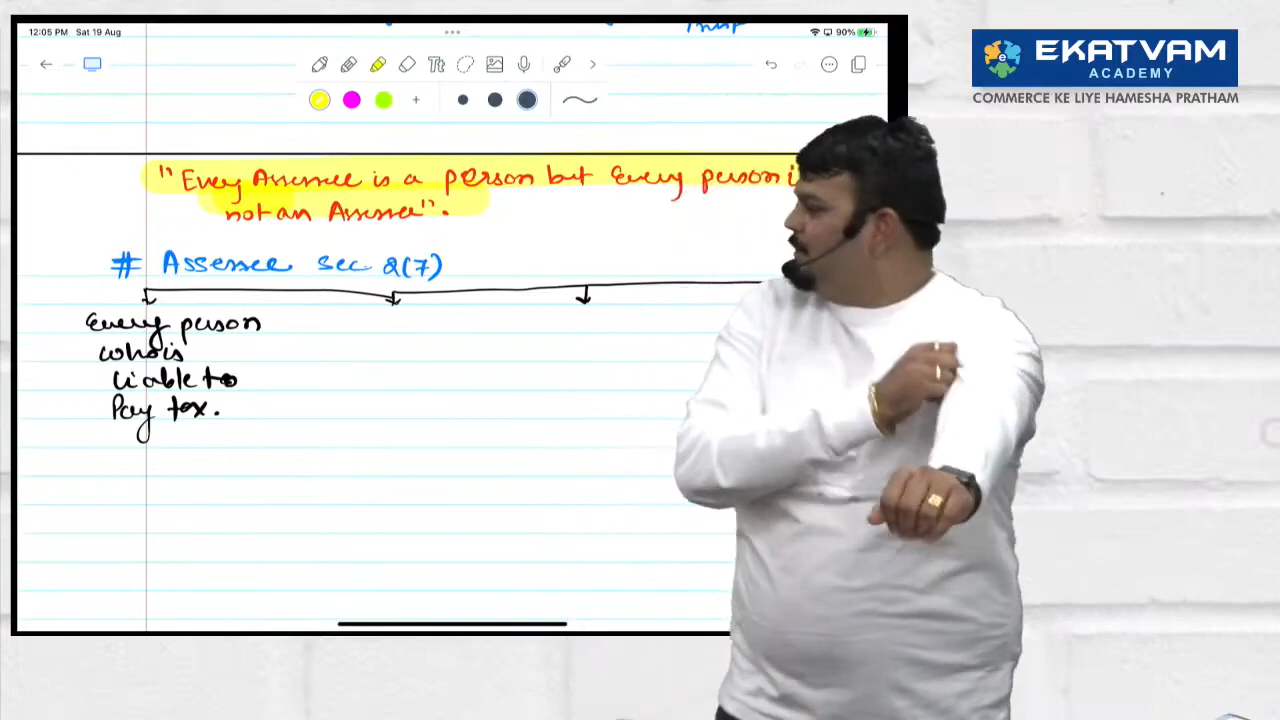 12:05 PM Sat 19 Aug
90%
Tt
EKATVAM
ACADEMY
COMMERCE KE LIYE HAMESHA PRATHAM
"Every Assessee is a person but Every person i
not an Assessee".
# Assessee sec 2(7)
Every person
who is
liable to
Pay tax.